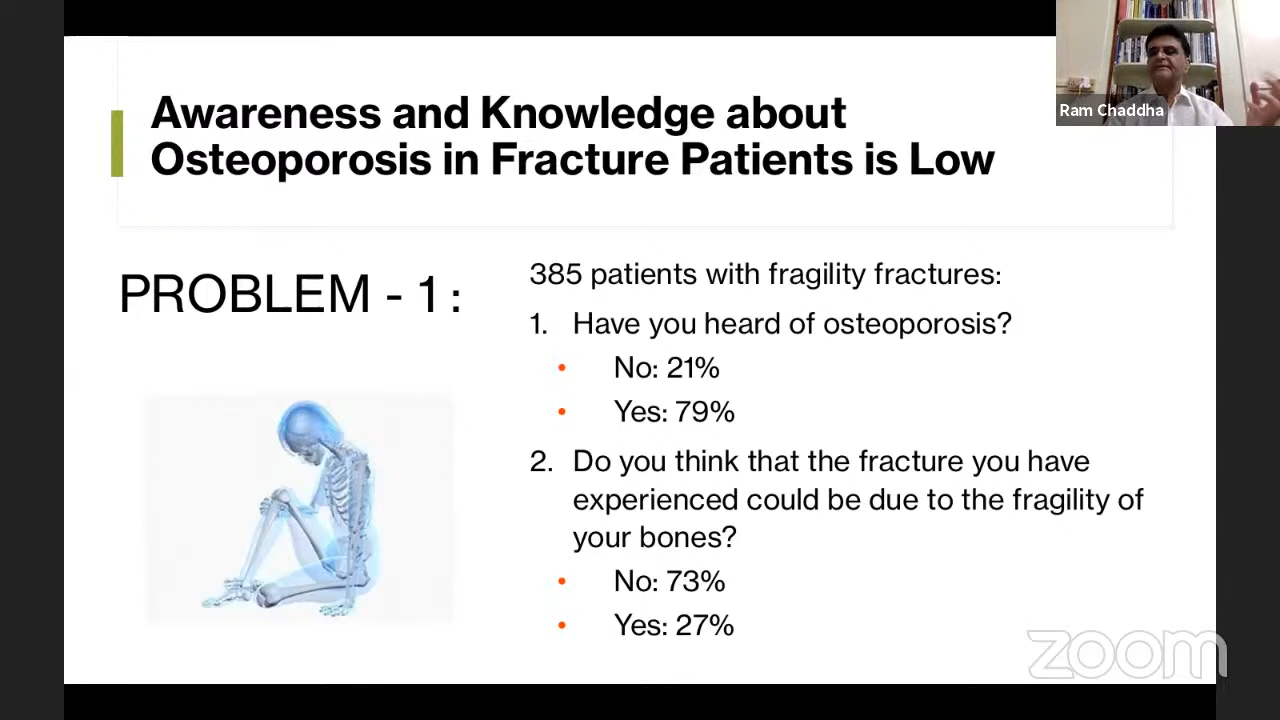 Ram Chaddha
Awareness and Knowledge about
Osteoporosis in Fracture Patients is Low
PROBLEM - 1 :
385 patients with fragility fractures:
1. Have you heard of osteoporosis?
• No: 21%
• Yes: 79%
2. Do you think that the fracture you have
experienced could be due to the fragility of
your bones?
• No: 73%
• Yes: 27%
zoom